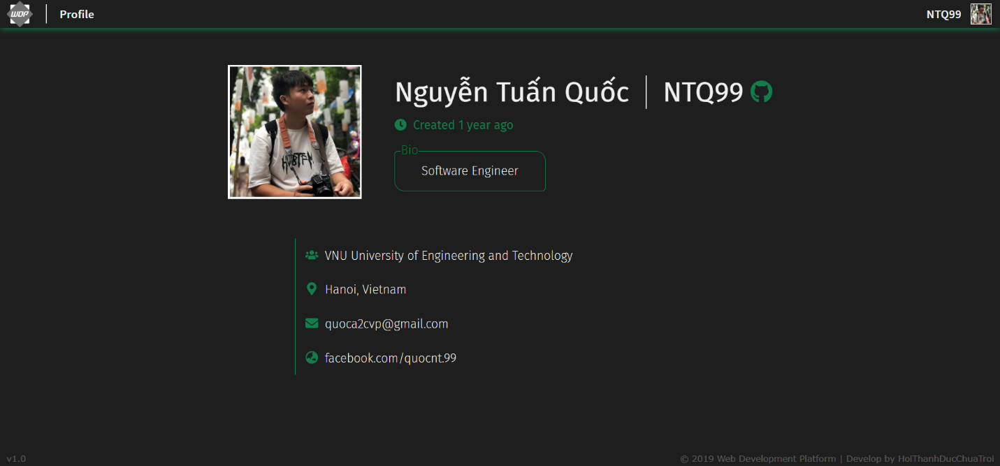 WDP
Profile
NTQ99
Nguyễn Tuấn Quốc
NTQ99
Created 1 year ago
Bio
Software Engineer
VNU University of Engineering and Technology
Hanoi, Vietnam
quoca2cvp@gmail.com
facebook.com/quocnt.99
v1.0
© 2019 Web Development Platform | Develop by HoiThanhDucChuaTroi